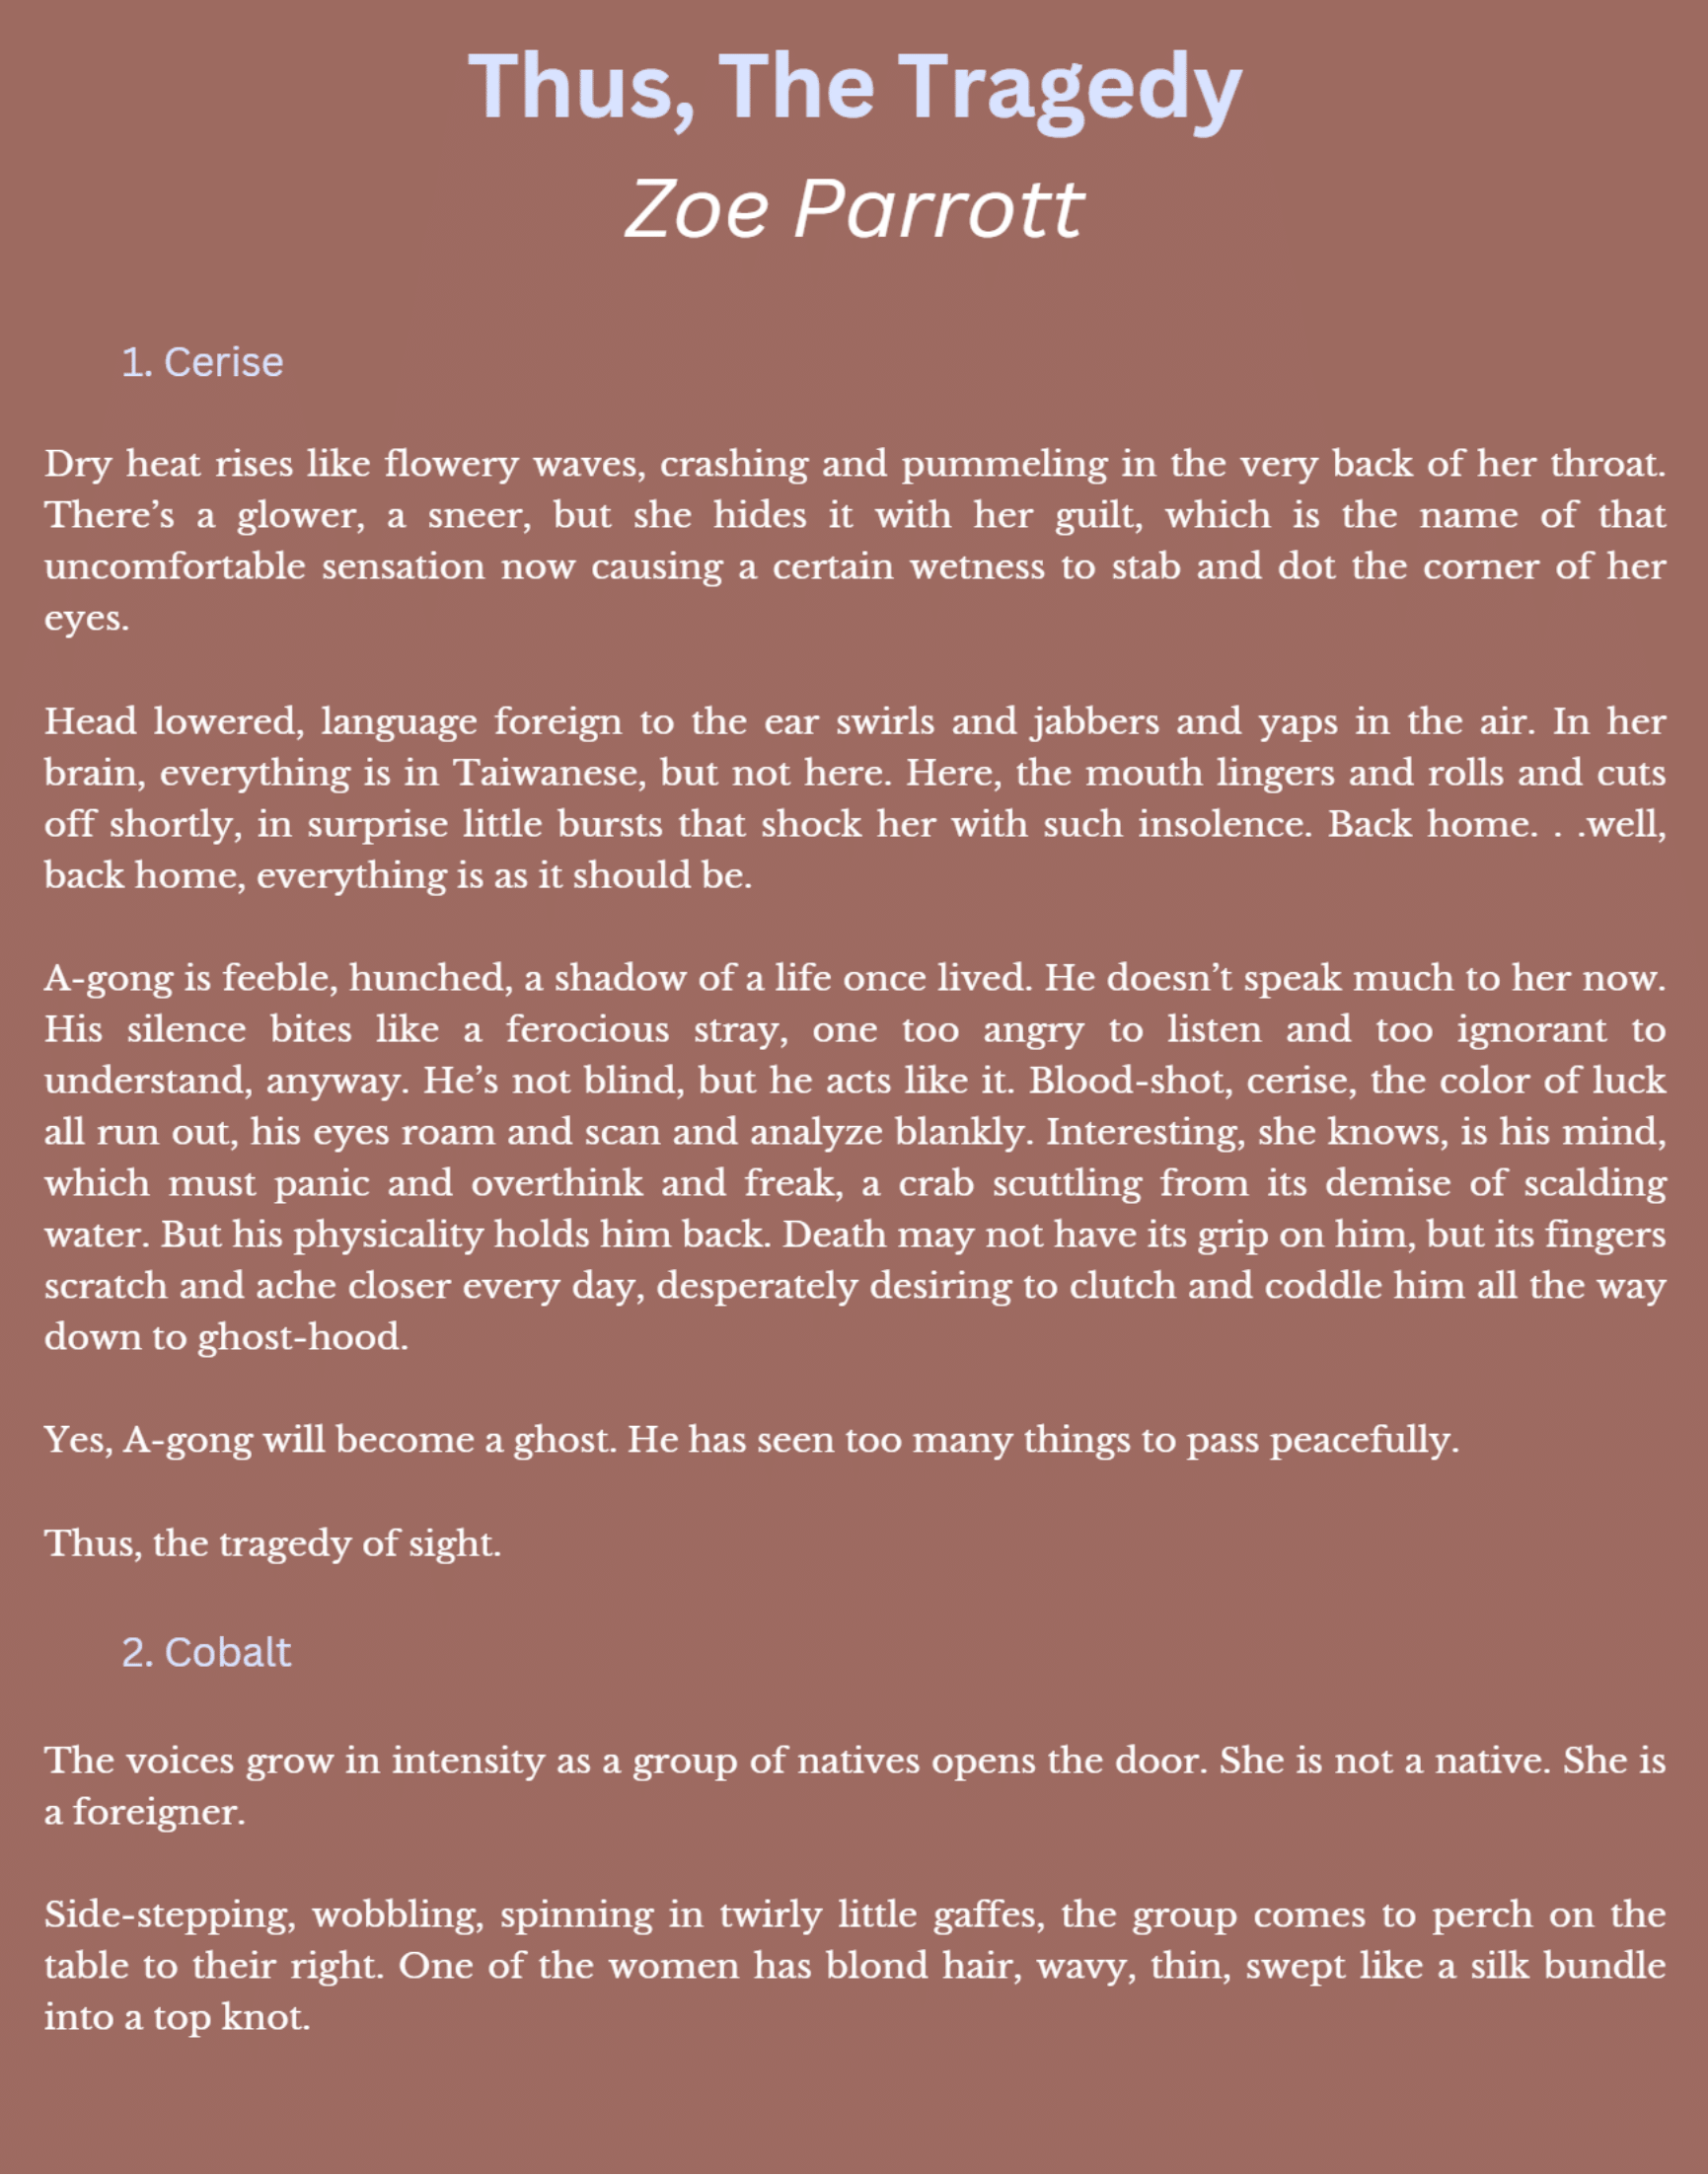 Thus, The Tragedy
Zoe Parrott
1. Cerise
Dry heat rises like flowery waves, crashing and pummeling in the very back of her throat.
There’s a glower, a sneer, but she hides it with her guilt, which is the name of that
uncomfortable sensation now causing a certain wetness to stab and dot the corner of her
eyes.
Head lowered, language foreign to the ear swirls and jabbers and yaps in the air. In her
brain, everything is in Taiwanese, but not here. Here, the mouth lingers and rolls and cuts
off shortly, in surprise little bursts that shock her with such insolence. Back home. . .well,
back home, everything is as it should be.
A-gong is feeble, hunched, a shadow of a life once lived. He doesn’t speak much to her now.
His silence bites like a ferocious stray, one too angry to listen and too ignorant to
understand, anyway. He’s not blind, but he acts like it. Blood-shot, cerise, the color of luck
all run out, his eyes roam and scan and analyze blankly. Interesting, she knows, is his mind,
which must panic and overthink and freak, a crab scuttling from its demise of scalding
water. But his physicality holds him back. Death may not have its grip on him, but its fingers
scratch and ache closer every day, desperately desiring to clutch and coddle him all the way
down to ghost-hood.
Yes, A-gong will become a ghost. He has seen too many things to pass peacefully.
Thus, the tragedy of sight.
2. Cobalt
The voices grow in intensity as a group of natives opens the door. She is not a native. She is
a foreigner.
Side-stepping, wobbling, spinning in twirly little gaffes, the group comes to perch on the
table to their right. One of the women has blond hair, wavy, thin, swept like a silk bundle
into a top knot.